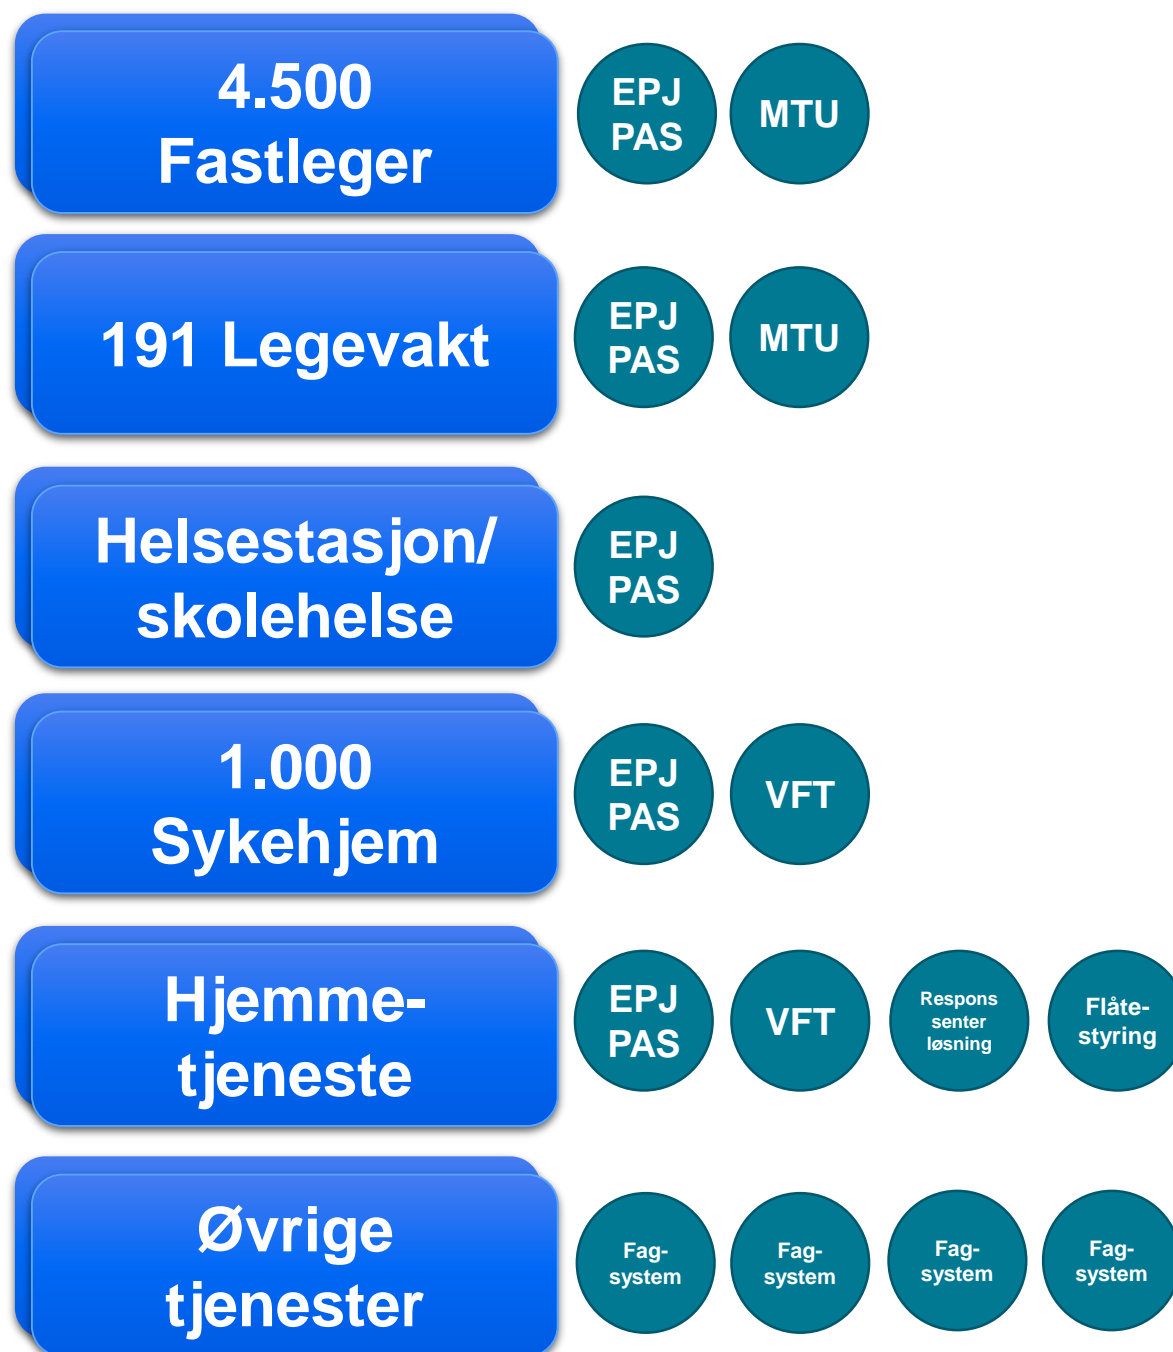 4.500
Fastleger
EPJ
PAS
MTU
191 Legevakt
EPJ
PAS
MTU
Helsestasjon/
skolehelse
EPJ
PAS
1.000
Sykehjem
EPJ
PAS
VFT
Hjemme-
tjeneste
EPJ
PAS
VFT
Respons
senter
løsning
Flåte-
styring
Øvrige
tjenester
Fag-
system
Fag-
system
Fag-
system
Fag-
system